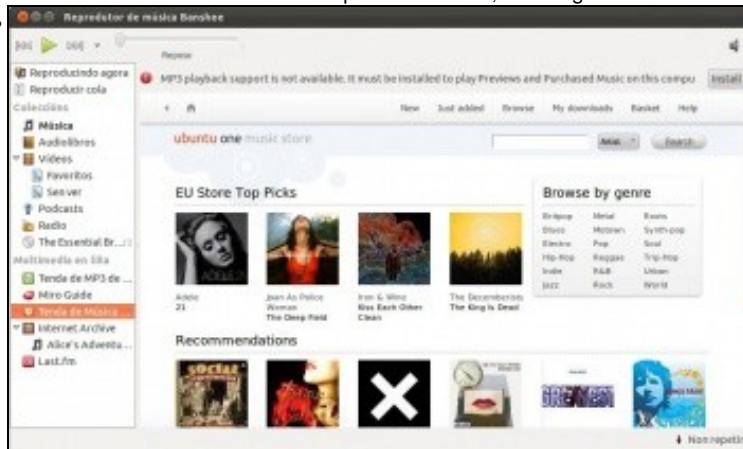 Reprodutor de música Banshee
Reproducindo agora
Reproducir cola
Coleccións
Música
Audiolibros
Vídeos
Favoritos
Sen ver
Podcasts
Radio
The Essential Br...
Multimedia en liña
Tenda de MP3 de ...
Miro Guide
Tenda de Música ...
Internet Archive
Alice's Adventu...
Last.fm
MP3 playback support is not available. It must be installed to play Previews and Purchased Music on this compu
Install
New Just added Browse My downloads Basket Help
ubuntu one music store
Artist Search
EU Store Top Picks
Adele
21
Joan As Police
Woman
The Deep Field
Iron & Wine
Kiss Each Other
Clean
The Decemberists
The King Is Dead
Browse by genre
Britpop Metal Roots
Blues Motown Synth-pop
Electro Pop Soul
Hip-Hop Reggae Trip-Hop
Indie R&B Urban
Jazz Rock World
Recommendations
SOCIAL
Non repetir